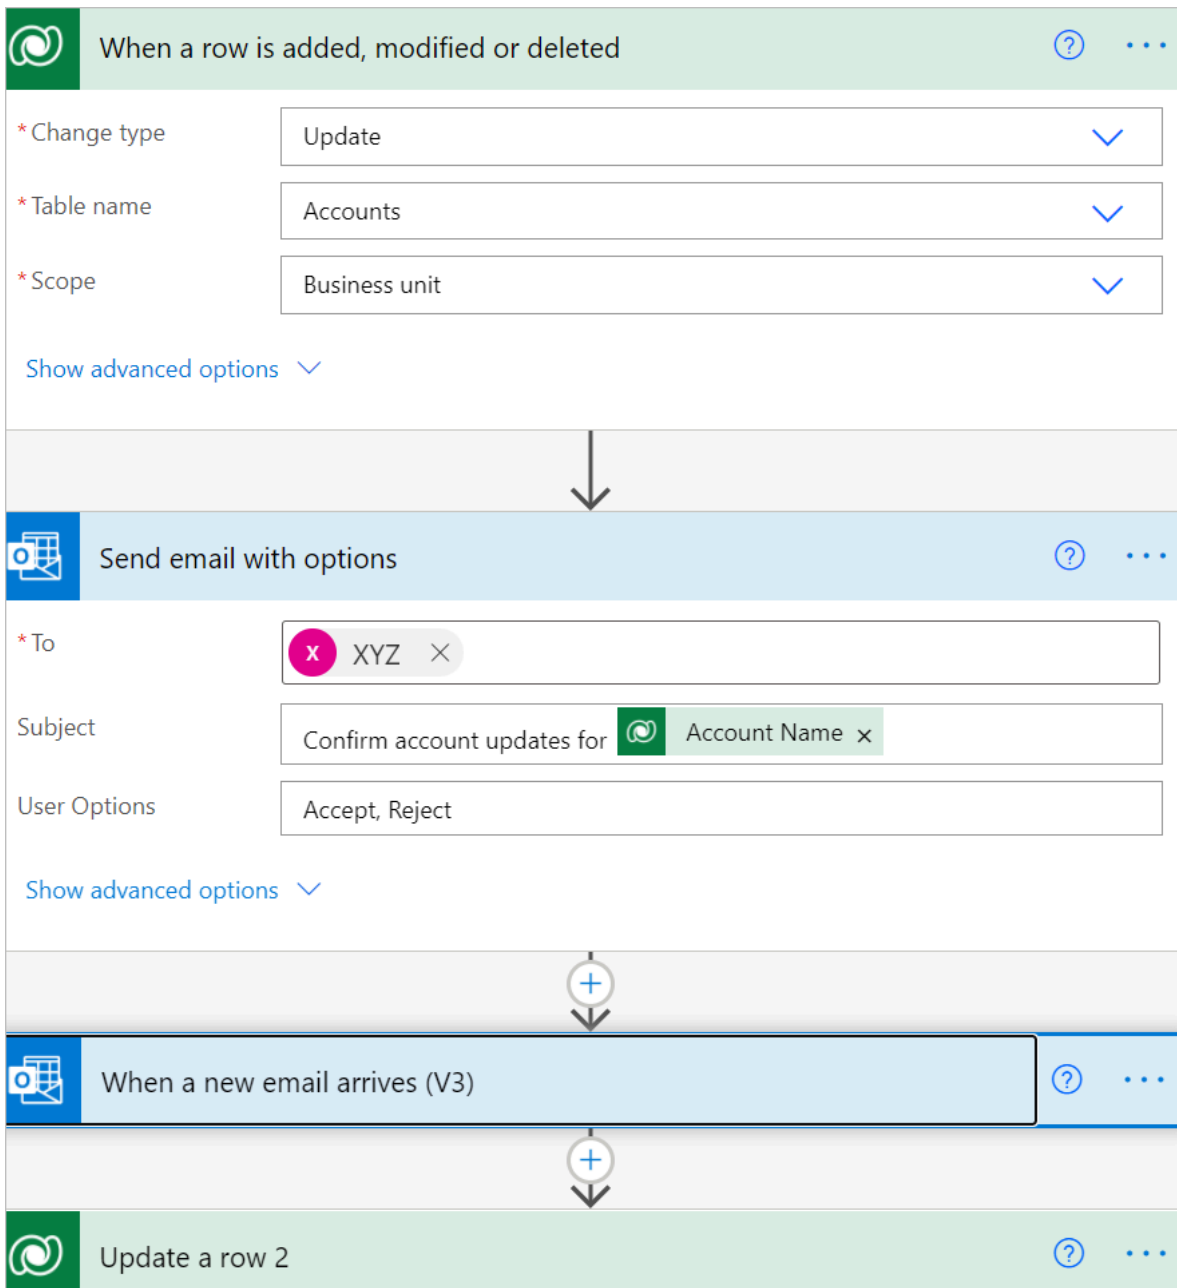 When a row is added, modified or deleted
* Change type
Update
* Table name
Accounts
* Scope
Business unit
Show advanced options
Send email with options
* To
X XYZ
Subject
Confirm account updates for Account Name ×
User Options
Accept, Reject
Show advanced options
When a new email arrives (V3)
Update a row 2